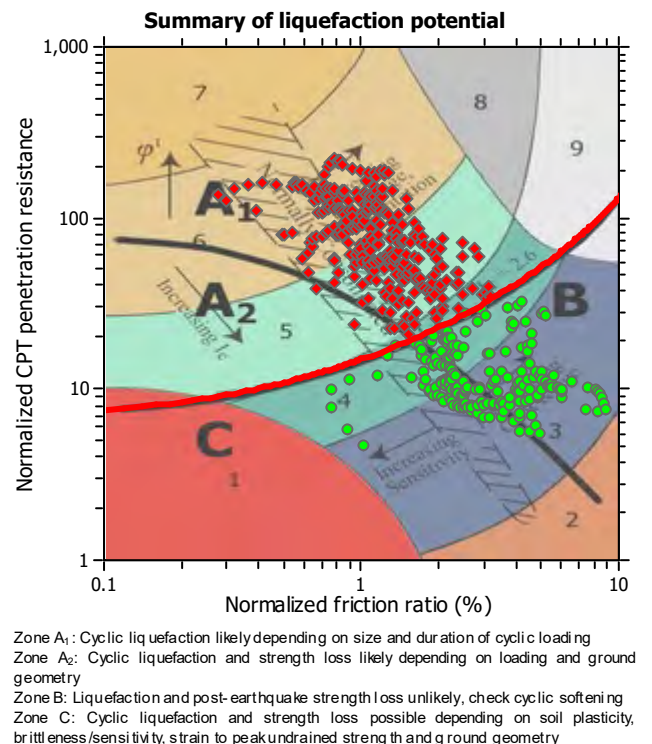 Summary of liquefaction potential
1,000
7
8
9
φ'
A1
100
6
2.6
A2
B
Increasing Ic
5
10
4
3
C
1
Increasing
Sensitivity
2
1
0.1
1
10
Normalized CPT penetration resistance
Normalized friction ratio (%)
Zone A₁: Cyclic liquefaction likely depending on size and duration of cyclic loading
Zone A₂: Cyclic liquefaction and strength loss likely depending on loading and ground
geometry
Zone B: Liquefaction and post-earthquake strength loss unlikely, check cyclic softening
Zone C: Cyclic liquefaction and strength loss possible depending on soil plasticity,
brittleness/sensitivity, strain to peak undrained strength and ground geometry